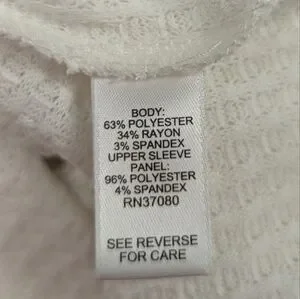 BODY:
63% POLYESTER
34% RAYON
3% SPANDEX
UPPER SLEEVE
PANEL:
96% POLYESTER
4% SPANDEX
RN37080
SEE REVERSE
FOR CARE